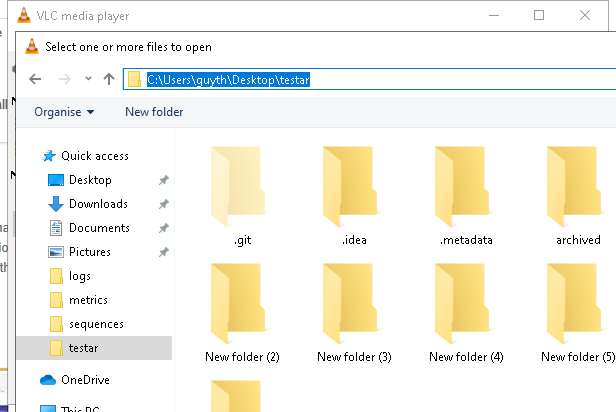 VLC media player
Select one or more files to open
C:\Users\guyth\Desktop\testar
Organise New folder
Quick access
Desktop
Downloads
Documents
Pictures
logs
metrics
sequences
testar
OneDrive
This PC
.git .idea .metadata archived
New folder (2) New folder (3) New folder (4) New folder (5)